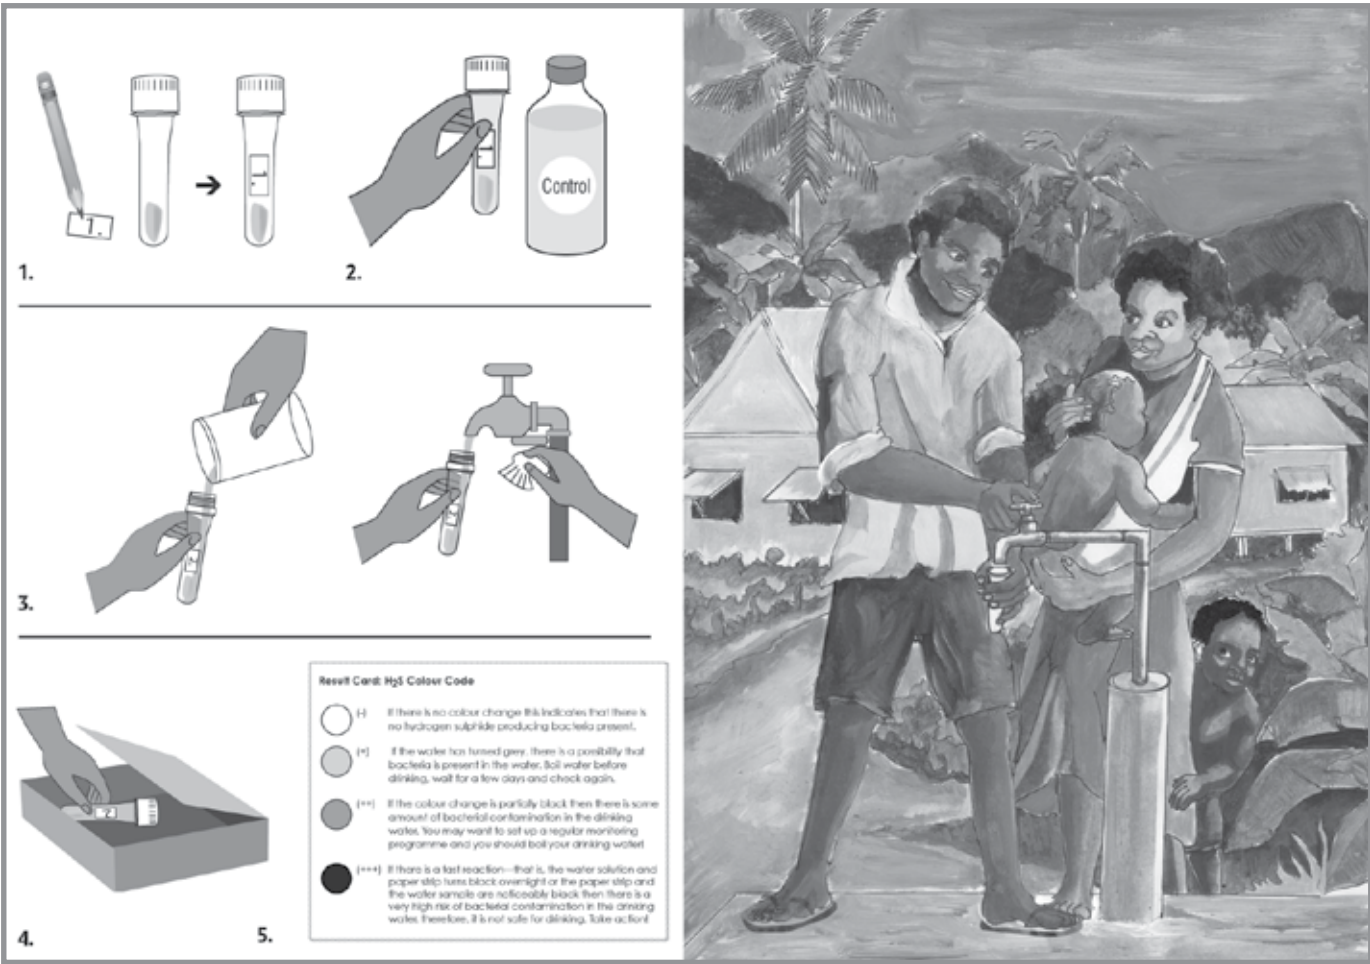 1.
1.
1.
1.
2.
Control
3.
4.
2
5.
Result Card: H2S Colour Code
(-) If there is no colour change this indicates that there is
no hydrogen sulphide producing bacteria present.
(+) If the water has turned grey, there is a possibility that
bacteria is present in the water. Boil water before
drinking, wait for a few days and check again.
(++) If the colour change is partially black then there is some
amount of bacterial contamination in the drinking
water. You may want to set up a regular monitoring
programme and you should boil your drinking water!
(+++) If there is a fast reaction—that is, the water solution and
paper strip turns black overnight or the paper strip and
the water sample are noticeably black then there is a
very high risk of bacterial contamination in the drinking
water, therefore, it is not safe for drinking. Take action!